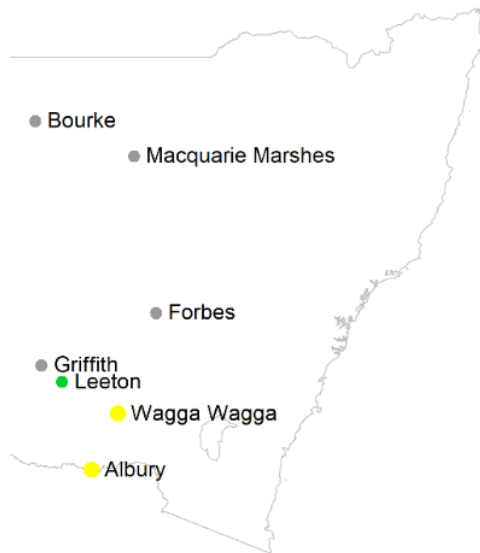 Bourke
Macquarie Marshes
Forbes
Griffith
Leeton
Wagga Wagga
Albury